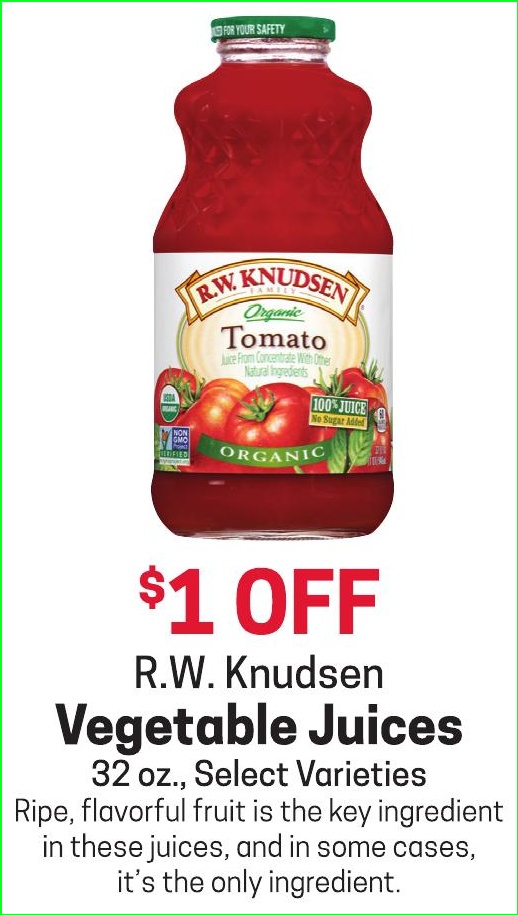 ED FOR YOUR SAFETY
R.W. KNUDSEN
FAMILY
Organic
Tomato
Juice From Concentrate With Other
Natural Ingredients
USDA
ORGANIC
100% JUICE
No Sugar Added
60
NON
GMO
Project
VERIFIED
ORGANIC
$1 OFF
R.W. Knudsen
Vegetable Juices
32 oz., Select Varieties
Ripe, flavorful fruit is the key ingredient
in these juices, and in some cases,
it's the only ingredient.